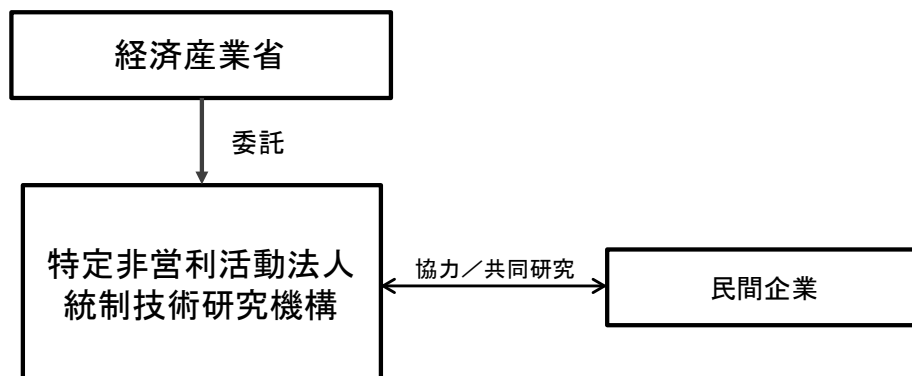 経済産業省
委託
特定非営利活動法人
統制技術研究機構
協力／共同研究
民間企業